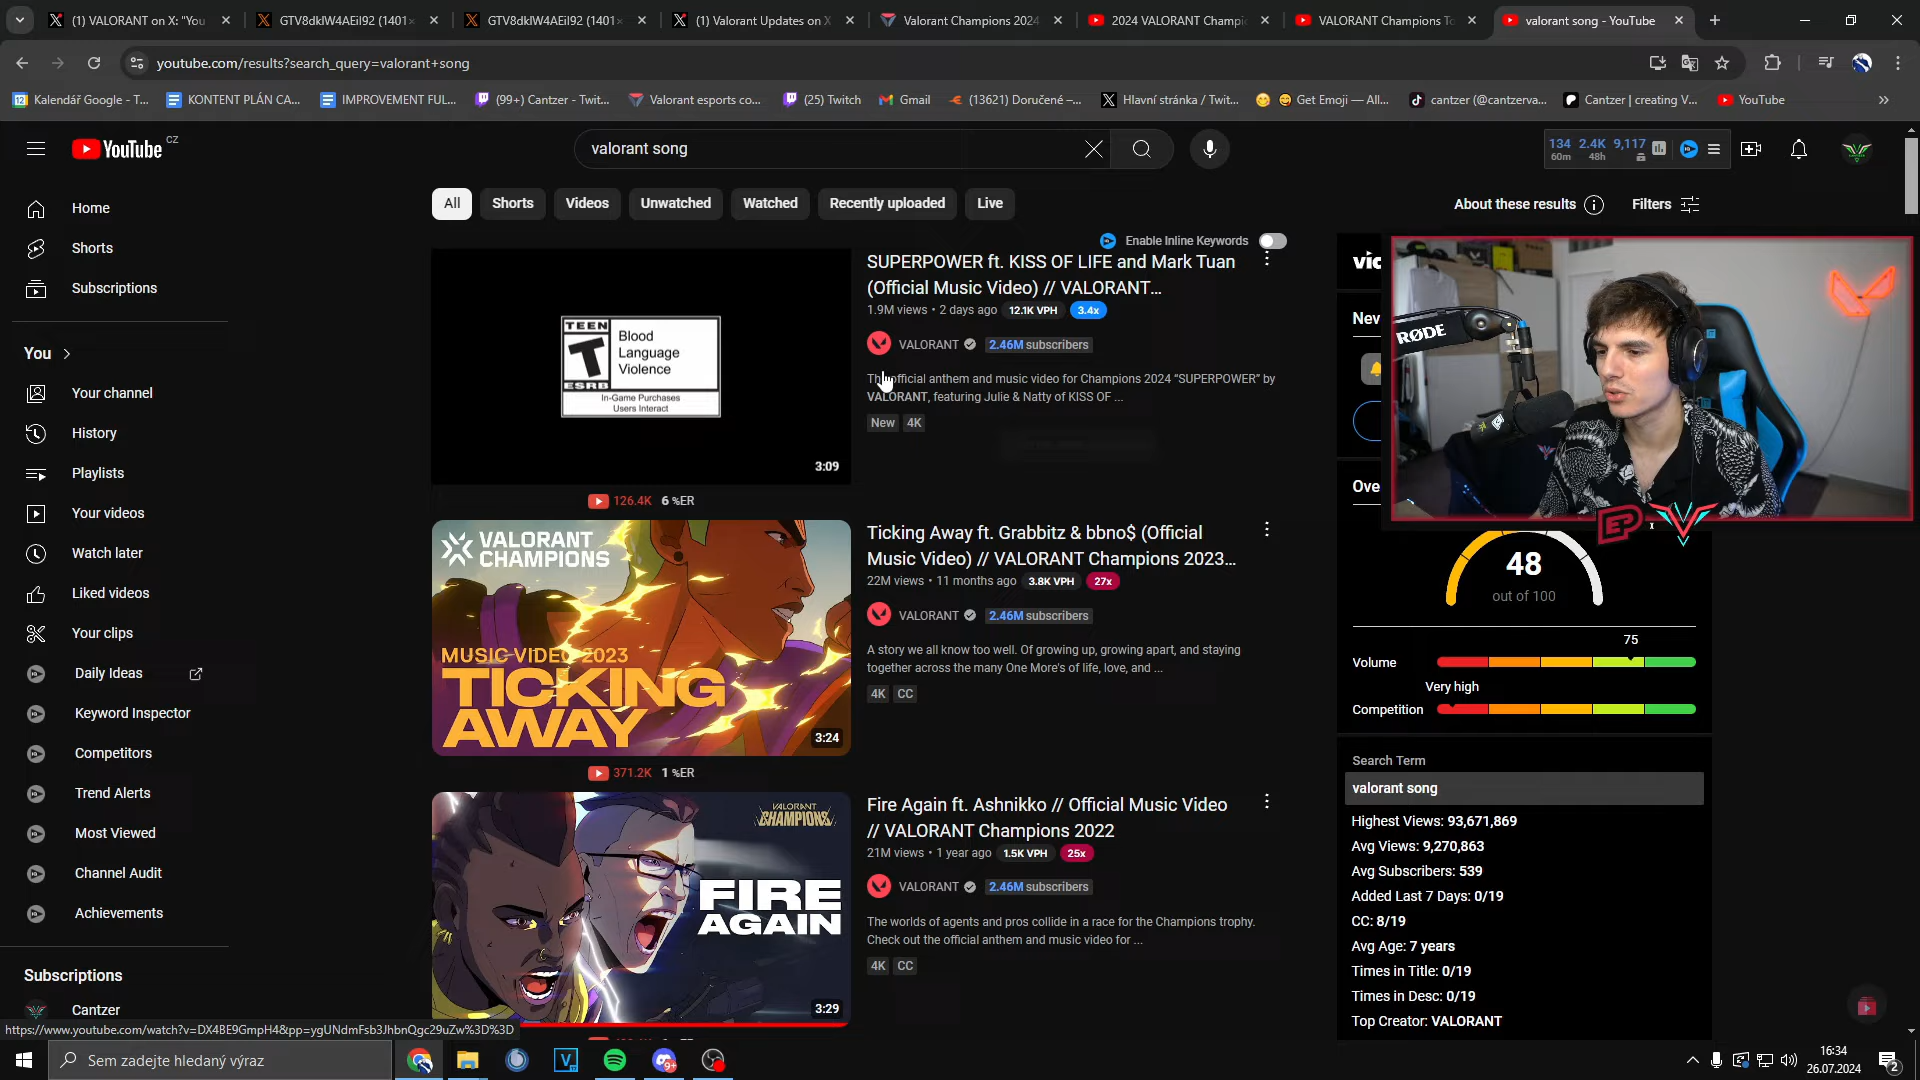 (1) VALORANT on X: "You
GTV8dklW4AEil92 (1401×
GTV8dklW4AEil92 (1401×
(1) Valorant Updates on X
Valorant Champions 2024
2024 VALORANT Champi
VALORANT Champions To
valorant song - YouTube
youtube.com/results?search_query=valorant+song
Kalendář Google - T...
KONTENT PLÁN CA...
IMPROVEMENT FUL...
(99+) Cantzer - Twit...
Valorant esports co...
(25) Twitch
Gmail
(13621) Doručené –...
Hlavní stránka / Twit...
Get Emoji — All...
cantzer (@cantzerva...
Cantzer | creating V...
YouTube
YouTube CZ
valorant song
134 2.4K 9,117
60m 48h
All
Shorts
Videos
Unwatched
Watched
Recently uploaded
Live
About these results
Filters
Home
Shorts
Subscriptions
You
Your channel
History
Playlists
Your videos
Watch later
Liked videos
Your clips
Daily Ideas
Keyword Inspector
Competitors
Trend Alerts
Most Viewed
Channel Audit
Achievements
Subscriptions
Cantzer
Enable Inline Keywords
TEEN
T
ESRB
Blood
Language
Violence
In-Game Purchases
Users Interact
3:09
126.4K 6 %ER
SUPERPOWER ft. KISS OF LIFE and Mark Tuan
(Official Music Video) // VALORANT...
1.9M views • 2 days ago 12.1K VPH 3.4x
VALORANT 2.46M subscribers
official anthem and music video for Champions 2024 "SUPERPOWER" by
VALORANT, featuring Julie & Natty of KISS OF ...
New 4K
VALORANT
CHAMPIONS
MUSIC VIDEO 2023
TICKING
AWAY
3:24
371.2K 1 %ER
Ticking Away ft. Grabbitz & bbno$ (Official
Music Video) // VALORANT Champions 2023...
22M views • 11 months ago 3.8K VPH 27x
VALORANT 2.46M subscribers
A story we all know too well. Of growing up, growing apart, and staying
together across the many One More's of life, love, and ...
4K CC
VALORANT
CHAMPIONS
FIRE
AGAIN
3:29
Fire Again ft. Ashnikko // Official Music Video
// VALORANT Champions 2022
21M views • 1 year ago 1.5K VPH 25x
VALORANT 2.46M subscribers
The worlds of agents and pros collide in a race for the Champions trophy.
Check out the official anthem and music video for ...
4K CC
RØDE
EP
X
48
out of 100
75
Volume
Very high
Competition
Search Term
valorant song
Highest Views: 93,671,869
Avg Views: 9,270,863
Avg Subscribers: 539
Added Last 7 Days: 0/19
CC: 8/19
Avg Age: 7 years
Times in Title: 0/19
Times in Desc: 0/19
Top Creator: VALORANT
https://www.youtube.com/watch?v=DX4BE9GmpH4&pp=ygUNdmFsb3JhbnQgc29uZw%3D%3D
Sem zadejte hledaný výraz
V
9+
16:34
26.07.2024
2